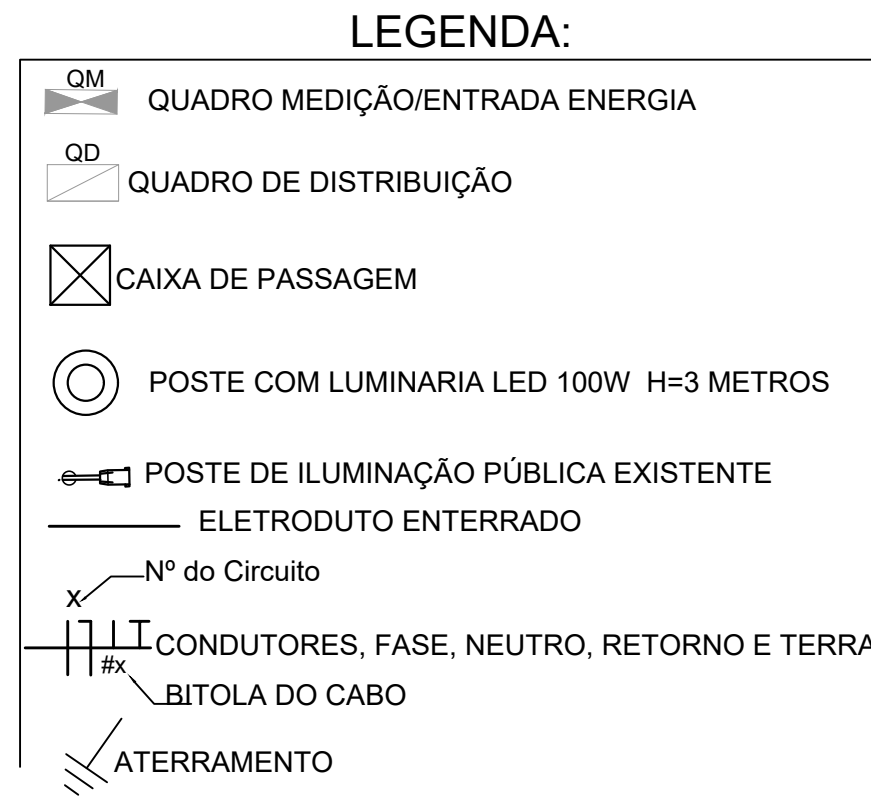 LEGENDA:
QM
QUADRO MEDIÇÃO/ENTRADA ENERGIA
QD
QUADRO DE DISTRIBUIÇÃO
CAIXA DE PASSAGEM
POSTE COM LUMINARIA LED 100W H=3 METROS
POSTE DE ILUMINAÇÃO PÚBLICA EXISTENTE
ELETRODUTO ENTERRADO
Nº do Circuito
x
CONDUTORES, FASE, NEUTRO, RETORNO E TERRA
#x
BITOLA DO CABO
ATERRAMENTO